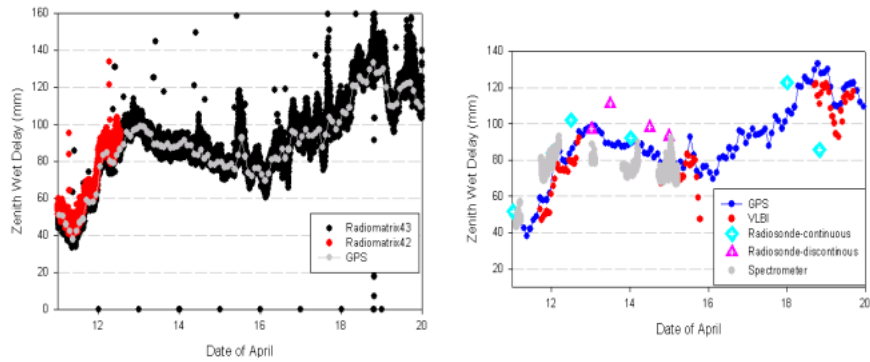 160
140
120
100
80
60
40
20
0
Zenith Wet Delay (mm)
12
14
16
18
20
Date of April
Radiomatrix43
Radiomatrix42
GPS
140
120
100
80
60
40
20
Zenith Wet Delay (mm)
12
14
16
18
20
Date of April
GPS
VLBI
Radiosonde-continuous
Radiosonde-discontinous
Spectrometer